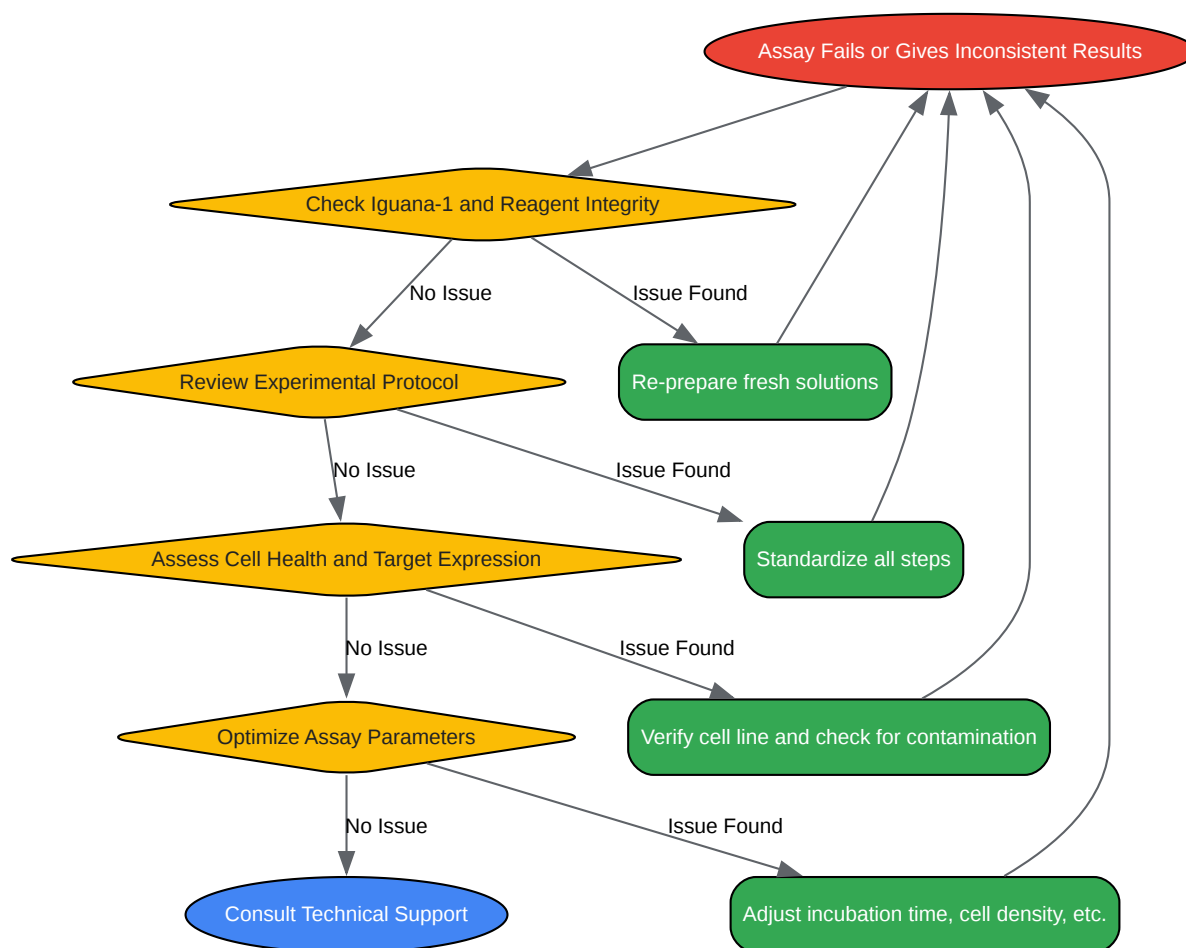 Assay Fails or Gives Inconsistent Results
Check Iguana-1 and Reagent Integrity
No Issue
Issue Found
Review Experimental Protocol
Re-prepare fresh solutions
No Issue
Issue Found
Assess Cell Health and Target Expression
Standardize all steps
No Issue
Issue Found
Optimize Assay Parameters
Verify cell line and check for contamination
No Issue
Issue Found
Consult Technical Support
Adjust incubation time, cell density, etc.